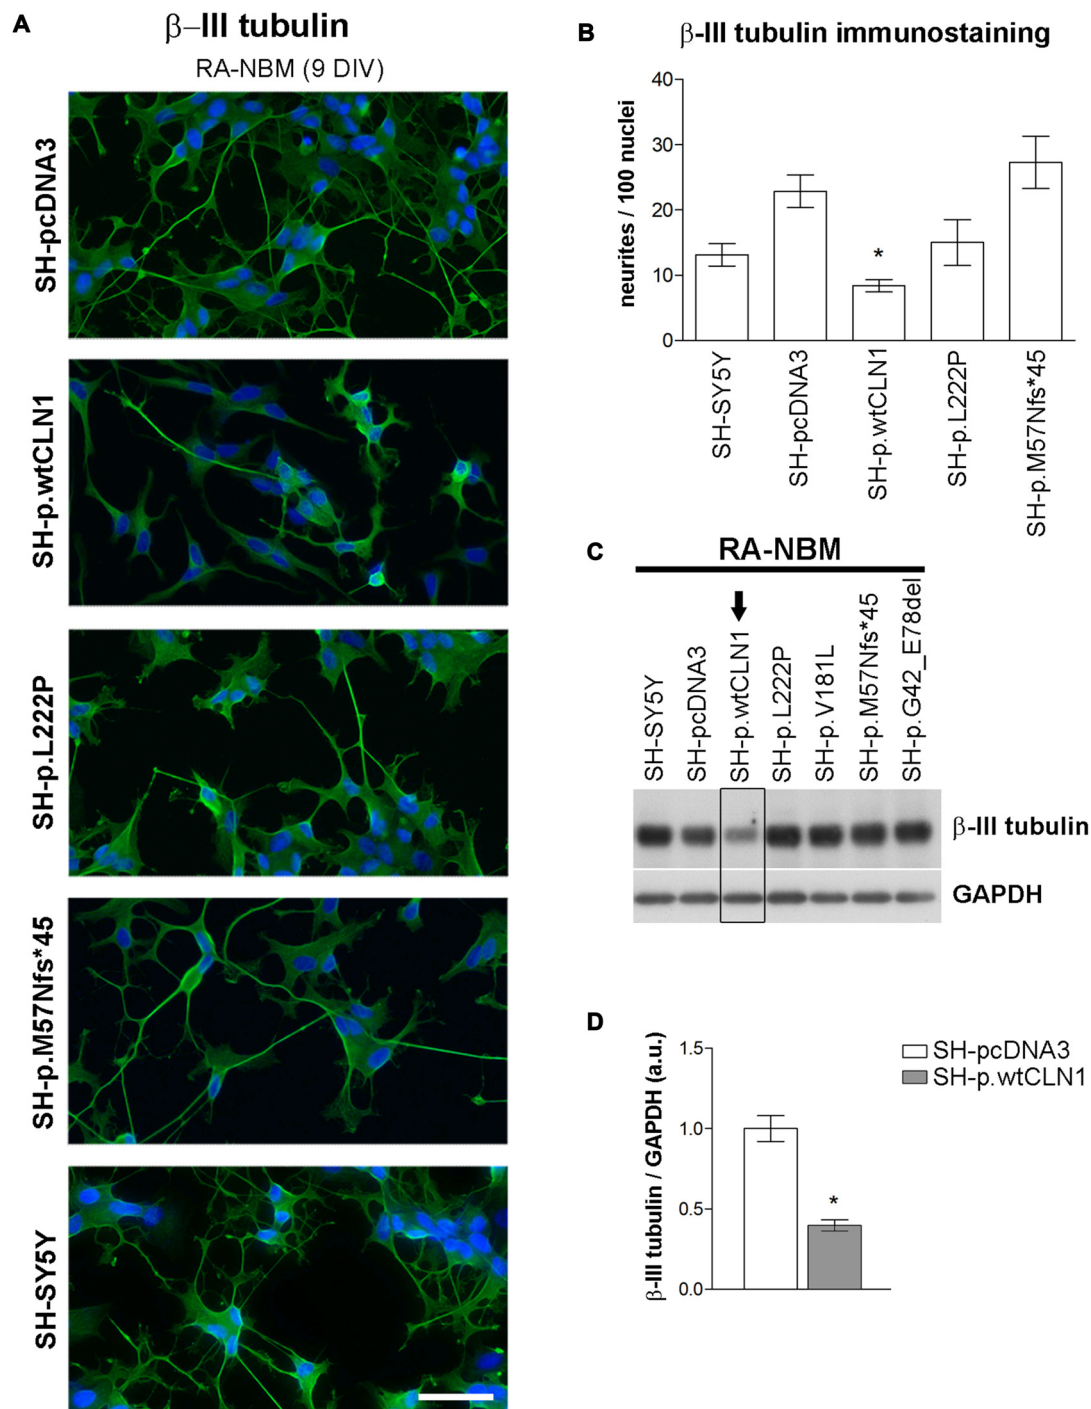 A
β–III tubulin
RA-NBM (9 DIV)
SH-pcDNA3
SH-p.wtCLN1
SH-p.L222P
SH-p.M57Nfs*45
SH-SY5Y
B
β-III tubulin immunostaining
neurites / 100 nuclei
40
30
20
10
0
*
SH-SY5Y
SH-pcDNA3
SH-p.wtCLN1
SH-p.L222P
SH-p.M57Nfs*45
C
RA-NBM
SH-SY5Y
SH-pcDNA3
SH-p.wtCLN1
SH-p.L222P
SH-p.V181L
SH-p.M57Nfs*45
SH-p.G42_E78del
β-III tubulin
GAPDH
D
β-III tubulin / GAPDH (a.u.)
1.5
1.0
0.5
0.0
*
SH-pcDNA3
SH-p.wtCLN1